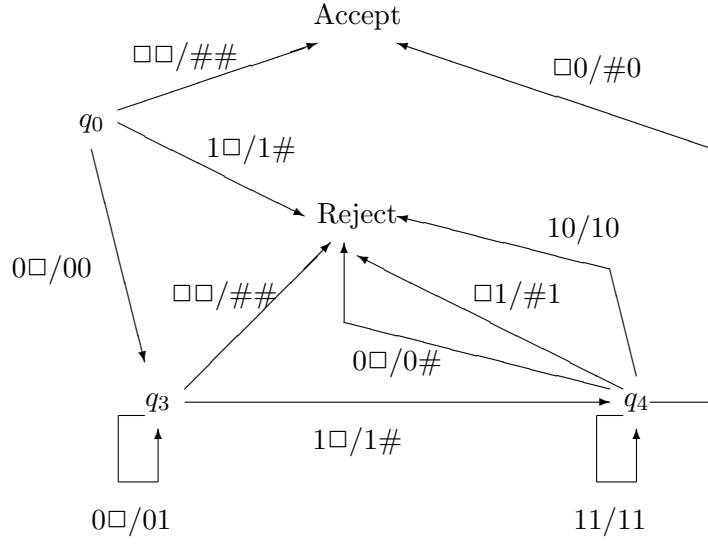 Accept
□□/##
□0/#0
q₀
1□/1#
Reject
10/10
0□/00
□□/##
□1/#1
0□/0#
q₃
q₄
1□/1#
0□/01
11/11